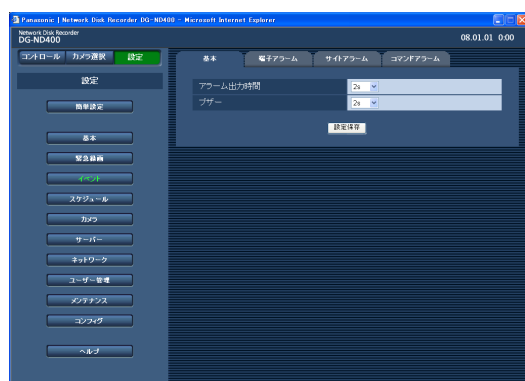 Panasonic | Network Disk Recorder DG-ND400 - Microsoft Internet Explorer
Network Disk Recorder
DG-ND400
08.01.01 0:00
コントロール カメラ選択 設定
基本 端子アラーム サイトアラーム コマンドアラーム
設定
アラーム出力時間 2s
ブザー 2s
設定保存
簡単設定
基本
緊急録画
イベント
スケジュール
カメラ
サーバー
ネットワーク
ユーザー管理
メンテナンス
コンフィグ
ヘルプ